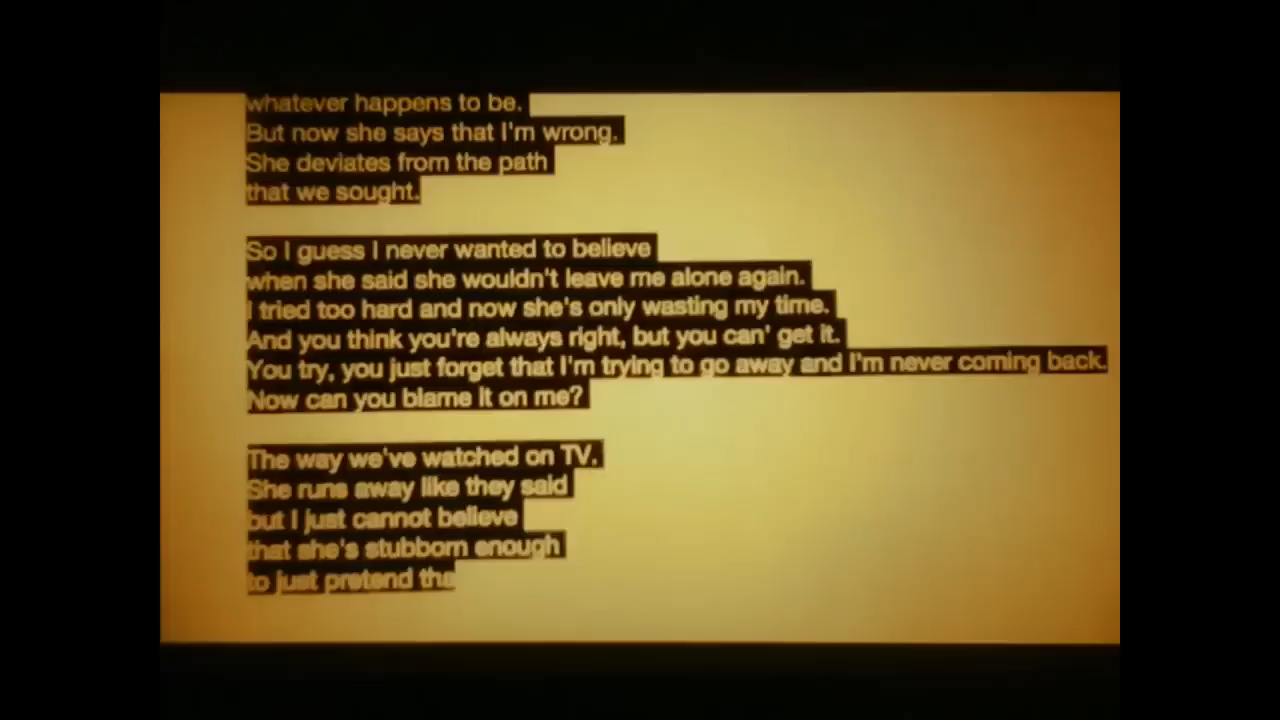 whatever happens to be.
But now she says that I'm wrong.
She deviates from the path
that we sought.
So I guess I never wanted to believe
when she said she wouldn't leave me alone again.
I tried too hard and now she's only wasting my time.
And you think you're always right, but you can' get it.
You try, you just forget that I'm trying to go away and I'm never coming back.
Now can you blame it on me?
The way we've watched on TV.
She runs away like they said
but I just cannot believe
that she's stubborn enough
to just pretend tha